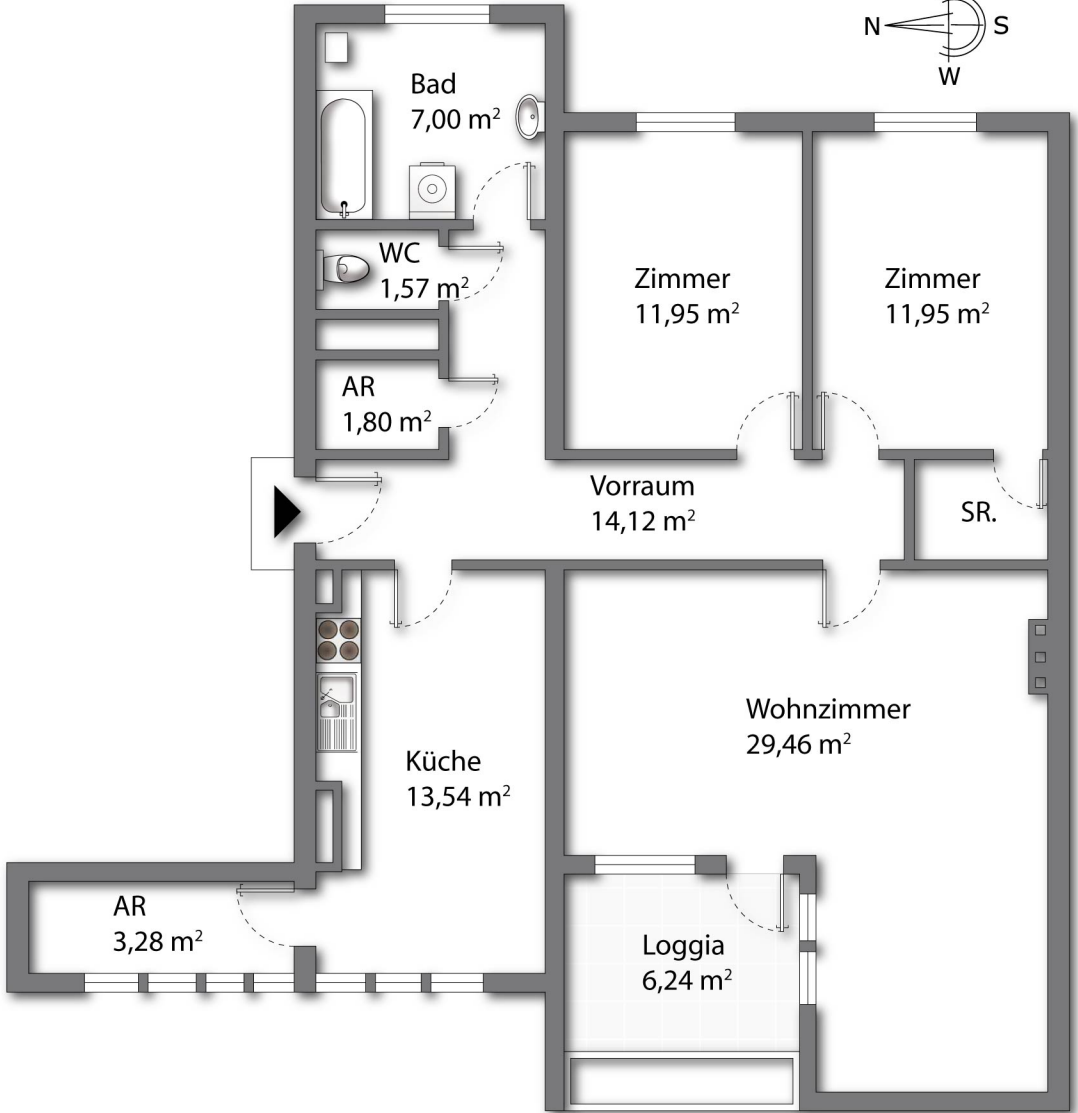 N S
W
Bad
7,00 m²
WC
1,57 m²
Zimmer
11,95 m²
Zimmer
11,95 m²
AR
1,80 m²
Vorraum
14,12 m²
SR.
Wohnzimmer
29,46 m²
Küche
13,54 m²
AR
3,28 m²
Loggia
6,24 m²